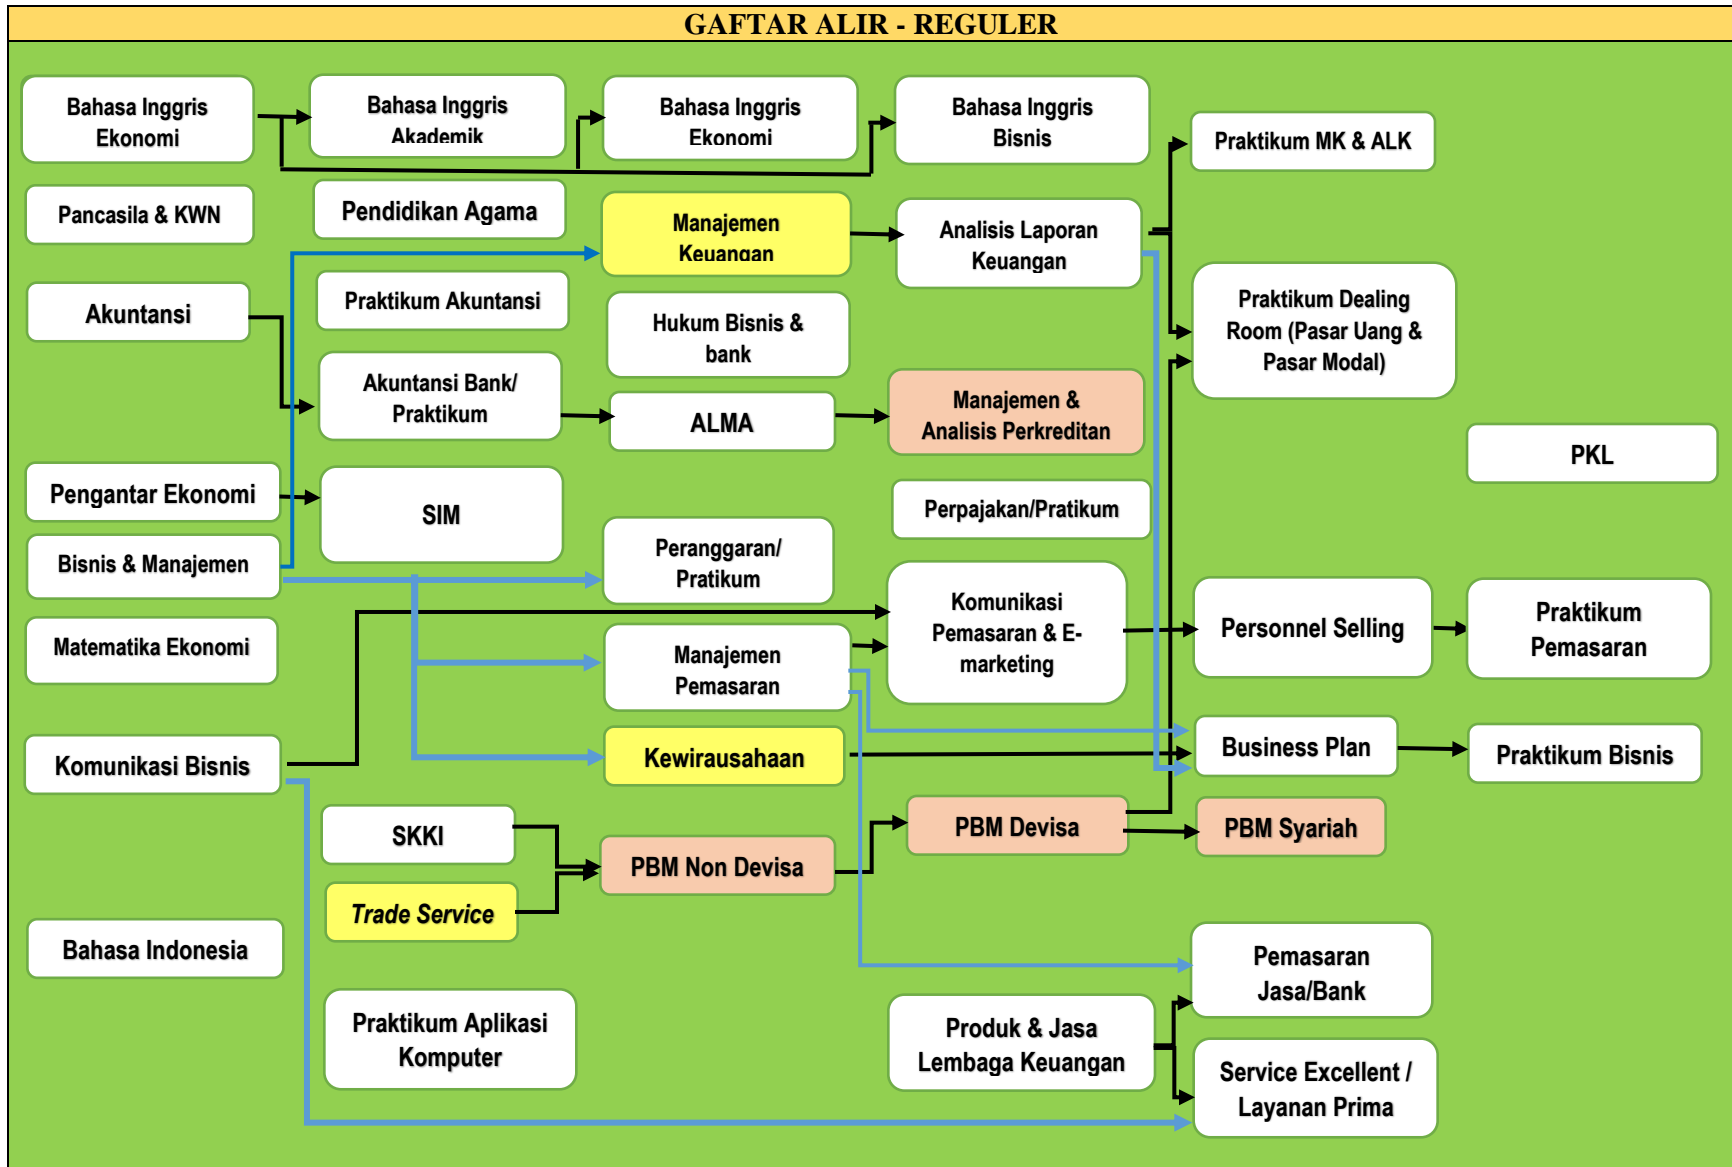 GAFTAR ALIR - REGULER
Bahasa Inggris
Ekonomi
Bahasa Inggris
Akademik
Bahasa Inggris
Ekonomi
Bahasa Inggris
Bisnis
Praktikum MK & ALK
Pancasila & KWN
Pendidikan Agama
Manajemen
Keuangan
Analisis Laporan
Keuangan
Akuntansi
Praktikum Akuntansi
Hukum Bisnis &
bank
Praktikum Dealing
Room (Pasar Uang &
Pasar Modal)
Akuntansi Bank/
Praktikum
ALMA
Manajemen &
Analisis Perkreditan
PKL
Pengantar Ekonomi
SIM
Perpajakan/Pratikum
Bisnis & Manajemen
Peranggaran/
Pratikum
Komunikasi
Pemasaran & E-
marketing
Personnel Selling
Praktikum
Pemasaran
Matematika Ekonomi
Manajemen
Pemasaran
Komunikasi Bisnis
Kewirausahaan
Business Plan
Praktikum Bisnis
SKKI
PBM Non Devisa
PBM Devisa
PBM Syariah
Trade Service
Bahasa Indonesia
Pemasaran
Jasa/Bank
Praktikum Aplikasi
Komputer
Produk & Jasa
Lembaga Keuangan
Service Excellent /
Layanan Prima